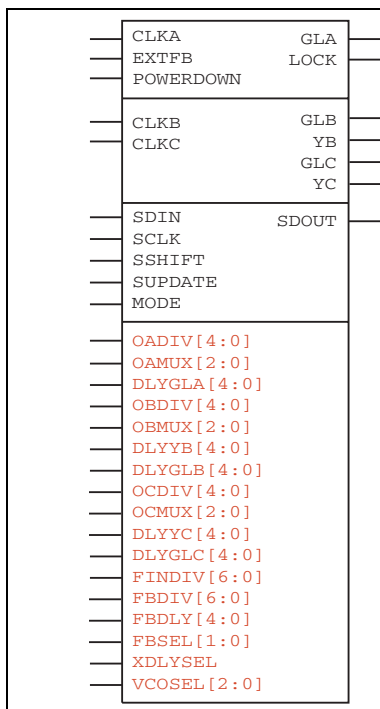 CLKA GLA
EXTFB LOCK
POWERDOWN
CLKB GLB
CLKC YB
GLC
YC
SDIN SDOUT
SCLK
SSHIFT
SUPDATE
MODE
OADIV[4:0]
OAMUX[2:0]
DLYGLA[4:0]
OBDIV[4:0]
OBMUX[2:0]
DLYYB[4:0]
DLYGLB[4:0]
OCDIV[4:0]
OCMUX[2:0]
DLYYC[4:0]
DLYGLC[4:0]
FINDIV[6:0]
FBDIV[6:0]
FBDLY[4:0]
FBSEL[1:0]
XDLYSEL
VCOSEL[2:0]